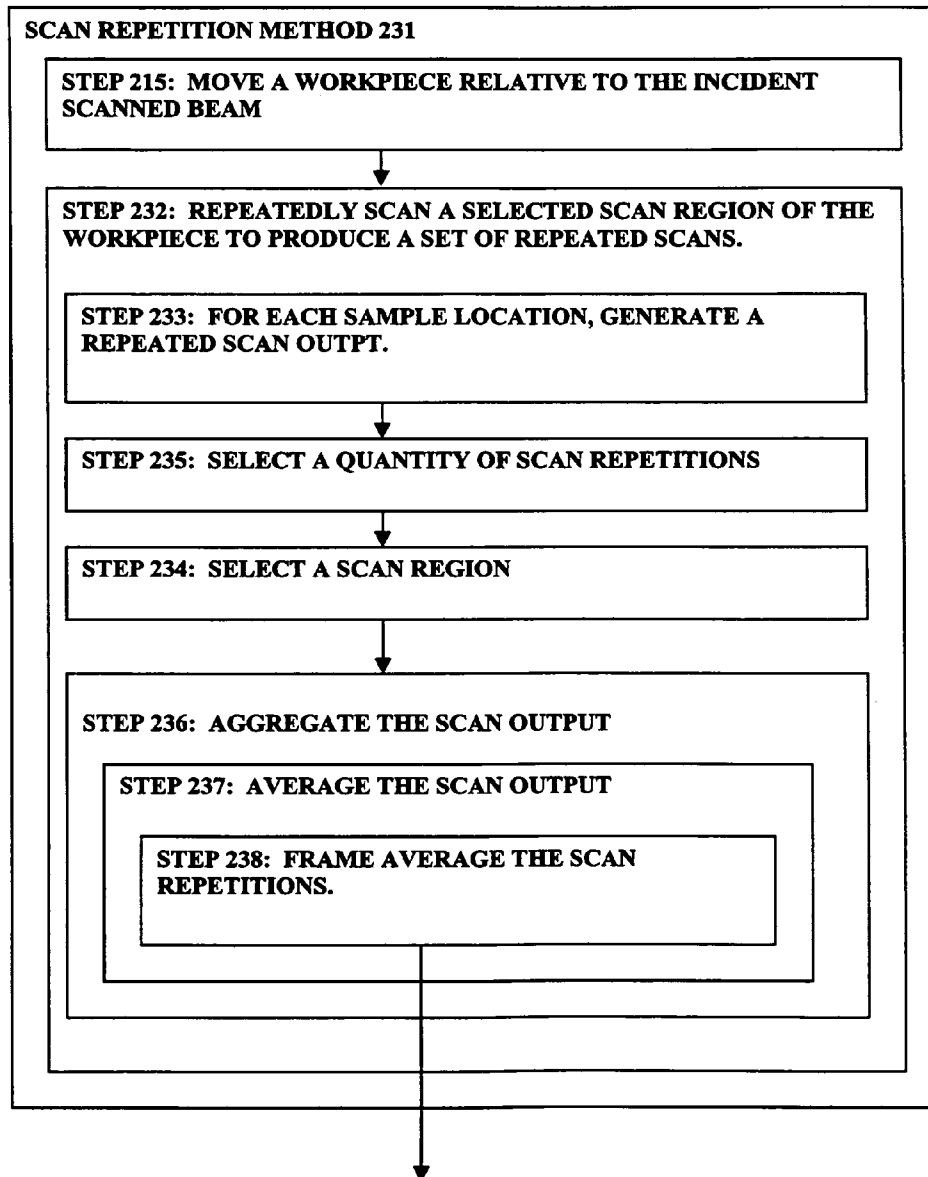 SCAN REPETITION METHOD 231
STEP 215: MOVE A WORKPIECE RELATIVE TO THE INCIDENT
SCANNED BEAM
STEP 232: REPEATEDLY SCAN A SELECTED SCAN REGION OF THE
WORKPIECE TO PRODUCE A SET OF REPEATED SCANS.
STEP 233: FOR EACH SAMPLE LOCATION, GENERATE A
REPEATED SCAN OUTPT.
STEP 235: SELECT A QUANTITY OF SCAN REPETITIONS
STEP 234: SELECT A SCAN REGION
STEP 236: AGGREGATE THE SCAN OUTPUT
STEP 237: AVERAGE THE SCAN OUTPUT
STEP 238: FRAME AVERAGE THE SCAN
REPETITIONS.